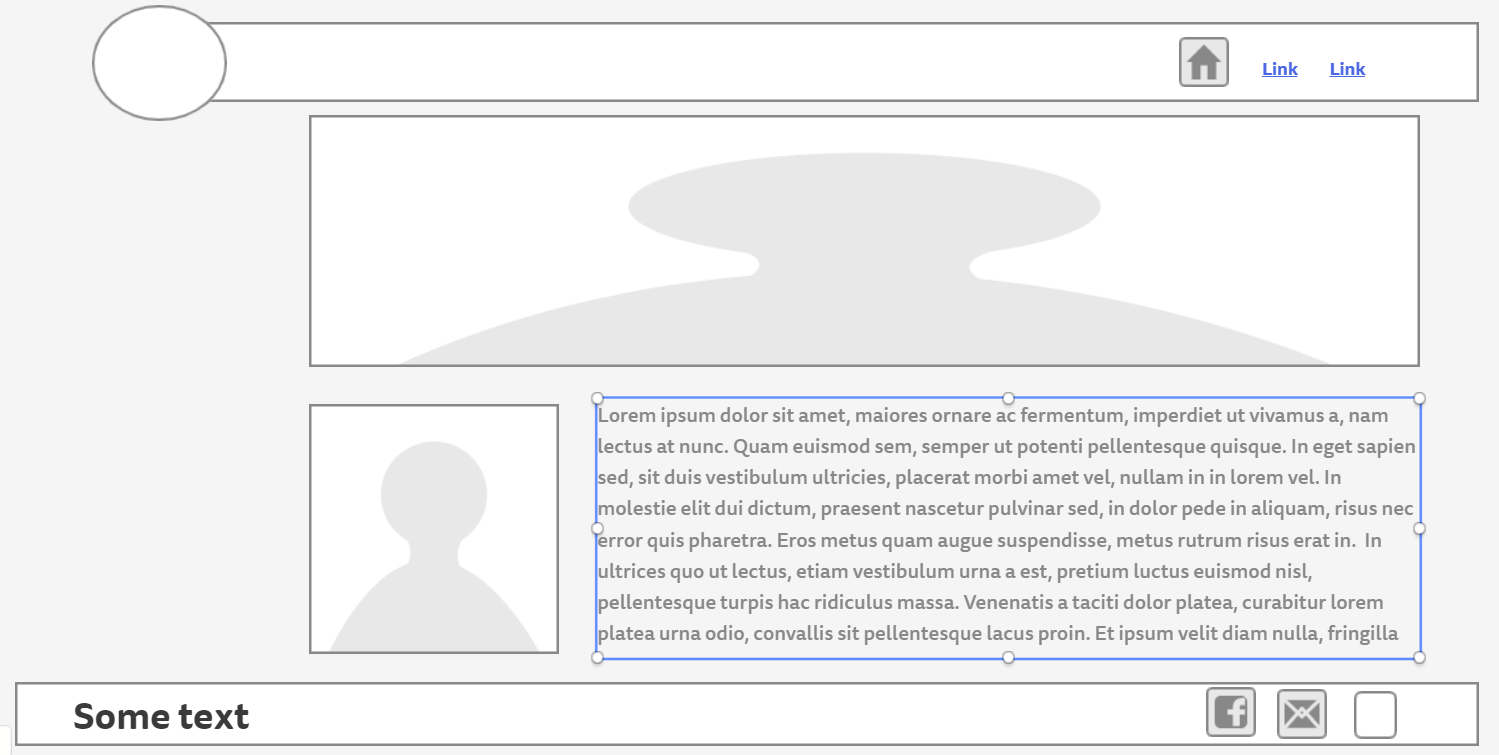 Link Link
Lorem ipsum dolor sit amet, maiores ornare ac fermentum, imperdiet ut vivamus a, nam
lectus at nunc. Quam euismod sem, semper ut potenti pellentesque quisque. In eget sapien
sed, sit duis vestibulum ultricies, placerat morbi amet vel, nullam in in lorem vel. In
molestie elit dui dictum, praesent nascetur pulvinar sed, in dolor pede in aliquam, risus nec
error quis pharetra. Eros metus quam augue suspendisse, metus rutrum risus erat in.  In
ultrices quo ut lectus, etiam vestibulum urna a est, pretium luctus euismod nisl,
pellentesque turpis hac ridiculus massa. Venenatis a taciti dolor platea, curabitur lorem
platea urna odio, convallis sit pellentesque lacus proin. Et ipsum velit diam nulla, fringilla
Some text